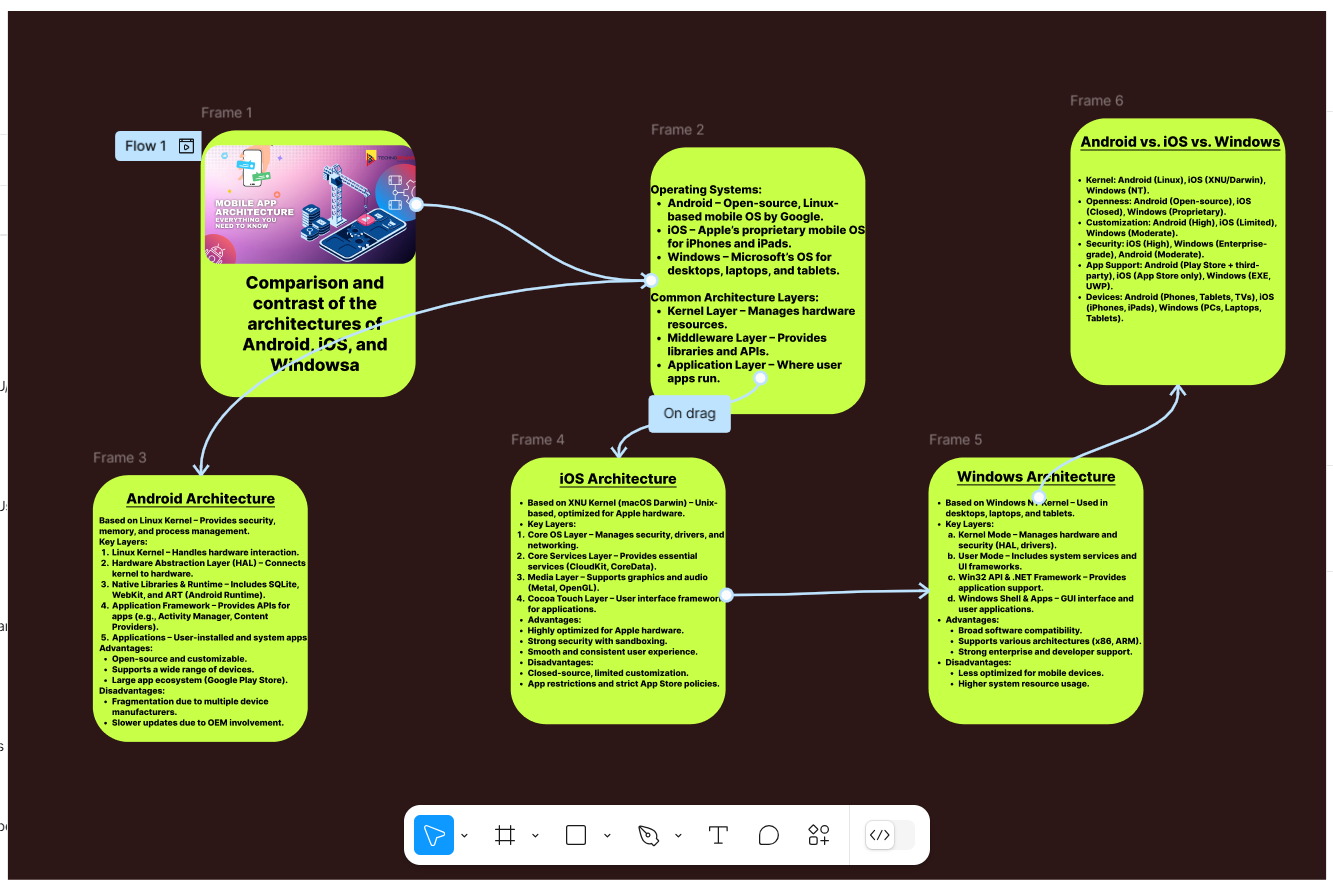 Frame 1
Flow 1
MOBILE APP
ARCHITECTURE
EVERYTHING YOU
NEED TO KNOW
Comparison and
contrast of the
architectures of
Android, iOS, and
Windowsa
Frame 2
Operating Systems:
• Android – Open-source, Linux-
based mobile OS by Google.
• iOS – Apple’s proprietary mobile OS
for iPhones and iPads.
• Windows – Microsoft’s OS for
desktops, laptops, and tablets.
Common Architecture Layers:
• Kernel Layer – Manages hardware
resources.
• Middleware Layer – Provides
libraries and APIs.
• Application Layer – Where user
apps run.
On drag
Frame 6
Android vs. iOS vs. Windows
• Kernel: Android (Linux), iOS (XNU/Darwin),
Windows (NT).
• Openness: Android (Open-source), iOS
(Closed), Windows (Proprietary).
• Customization: Android (High), iOS (Limited),
Windows (Moderate).
• Security: iOS (High), Windows (Enterprise-
grade), Android (Moderate).
• App Support: Android (Play Store + third-
party), iOS (App Store only), Windows (EXE,
UWP).
• Devices: Android (Phones, Tablets, TVs), iOS
(iPhones, iPads), Windows (PCs, Laptops,
Tablets).
Frame 3
Android Architecture
Based on Linux Kernel – Provides security,
memory, and process management.
Key Layers:
1. Linux Kernel – Handles hardware interaction.
2. Hardware Abstraction Layer (HAL) – Connects
kernel to hardware.
3. Native Libraries & Runtime – Includes SQLite,
WebKit, and ART (Android Runtime).
4. Application Framework – Provides APIs for
apps (e.g., Activity Manager, Content
Providers).
5. Applications – User-installed and system apps
Advantages:
• Open-source and customizable.
• Supports a wide range of devices.
• Large app ecosystem (Google Play Store).
Disadvantages:
• Fragmentation due to multiple device
manufacturers.
• Slower updates due to OEM involvement.
Frame 4
iOS Architecture
• Based on XNU Kernel (macOS Darwin) – Unix-
based, optimized for Apple hardware.
• Key Layers:
1. Core OS Layer – Manages security, drivers, and
networking.
2. Core Services Layer – Provides essential
services (CloudKit, CoreData).
3. Media Layer – Supports graphics and audio
(Metal, OpenGL).
4. Cocoa Touch Layer – User interface framework
for applications.
• Advantages:
• Highly optimized for Apple hardware.
• Strong security with sandboxing.
• Smooth and consistent user experience.
• Disadvantages:
• Closed-source, limited customization.
• App restrictions and strict App Store policies.
Frame 5
Windows Architecture
• Based on Windows NT Kernel – Used in
desktops, laptops, and tablets.
• Key Layers:
a. Kernel Mode – Manages hardware and
security (HAL, drivers).
b. User Mode – Includes system services and
UI frameworks.
c. Win32 API & .NET Framework – Provides
application support.
d. Windows Shell & Apps – GUI interface and
user applications.
• Advantages:
• Broad software compatibility.
• Supports various architectures (x86, ARM).
• Strong enterprise and developer support.
• Disadvantages:
• Less optimized for mobile devices.
• Higher system resource usage.